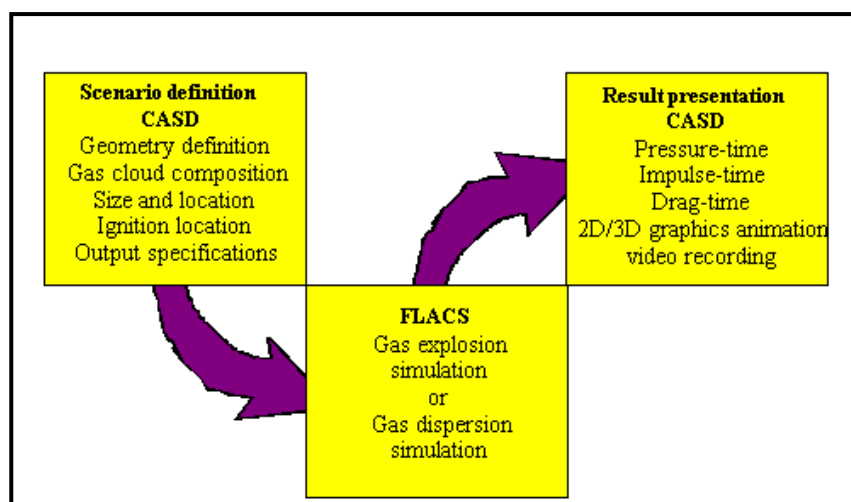 Scenario definition
CASD
Geometry definition
Gas cloud composition
Size and location
Ignition location
Output specifications
FLACS
Gas explosion
simulation
or
Gas dispersion
simulation
Result presentation
CASD
Pressure-time
Impulse-time
Drag-time
2D/3D graphics animation
video recording